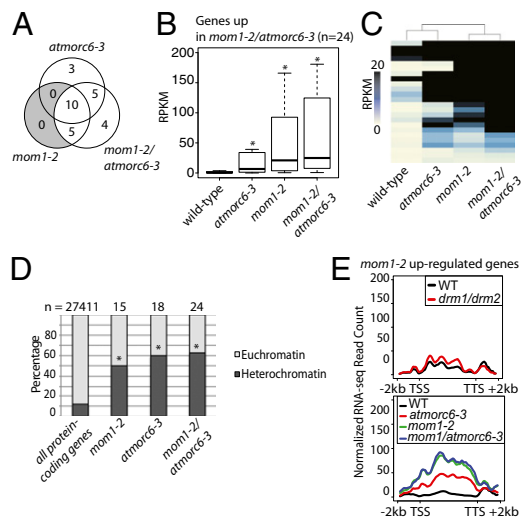 A
atmorc6-3
3
0
5
10
0
5
4
mom1-2
mom1-2/
atmorc6-3
B
Genes up
in mom1-2/atmorc6-3 (n=24)
RPKM
200
150
100
50
0
*
*
*
wild-type
atmorc6-3
mom1-2
mom1-2/
atmorc6-3
C
20
0
RPKM
wild-type
atmorc6-3
mom1-2
mom1-2/
atmorc6-3
D
n = 27411 15 18 24
Percentage
80
60
40
20
0
*
*
*
all protein-
coding genes
mom1-2
atmorc6-3
mom1-2/
atmorc6-3
Euchromatin
Heterochromatin
E
mom1-2 up-regulated genes
Normalized RNA-seq Read Count
200
150
100
50
0
WT
drm1/drm2
-2kb TSS TTS +2kb
200
150
100
50
0
WT
atmorc6-3
mom1-2
mom1/atmorc6-3
-2kb TSS TTS +2kb